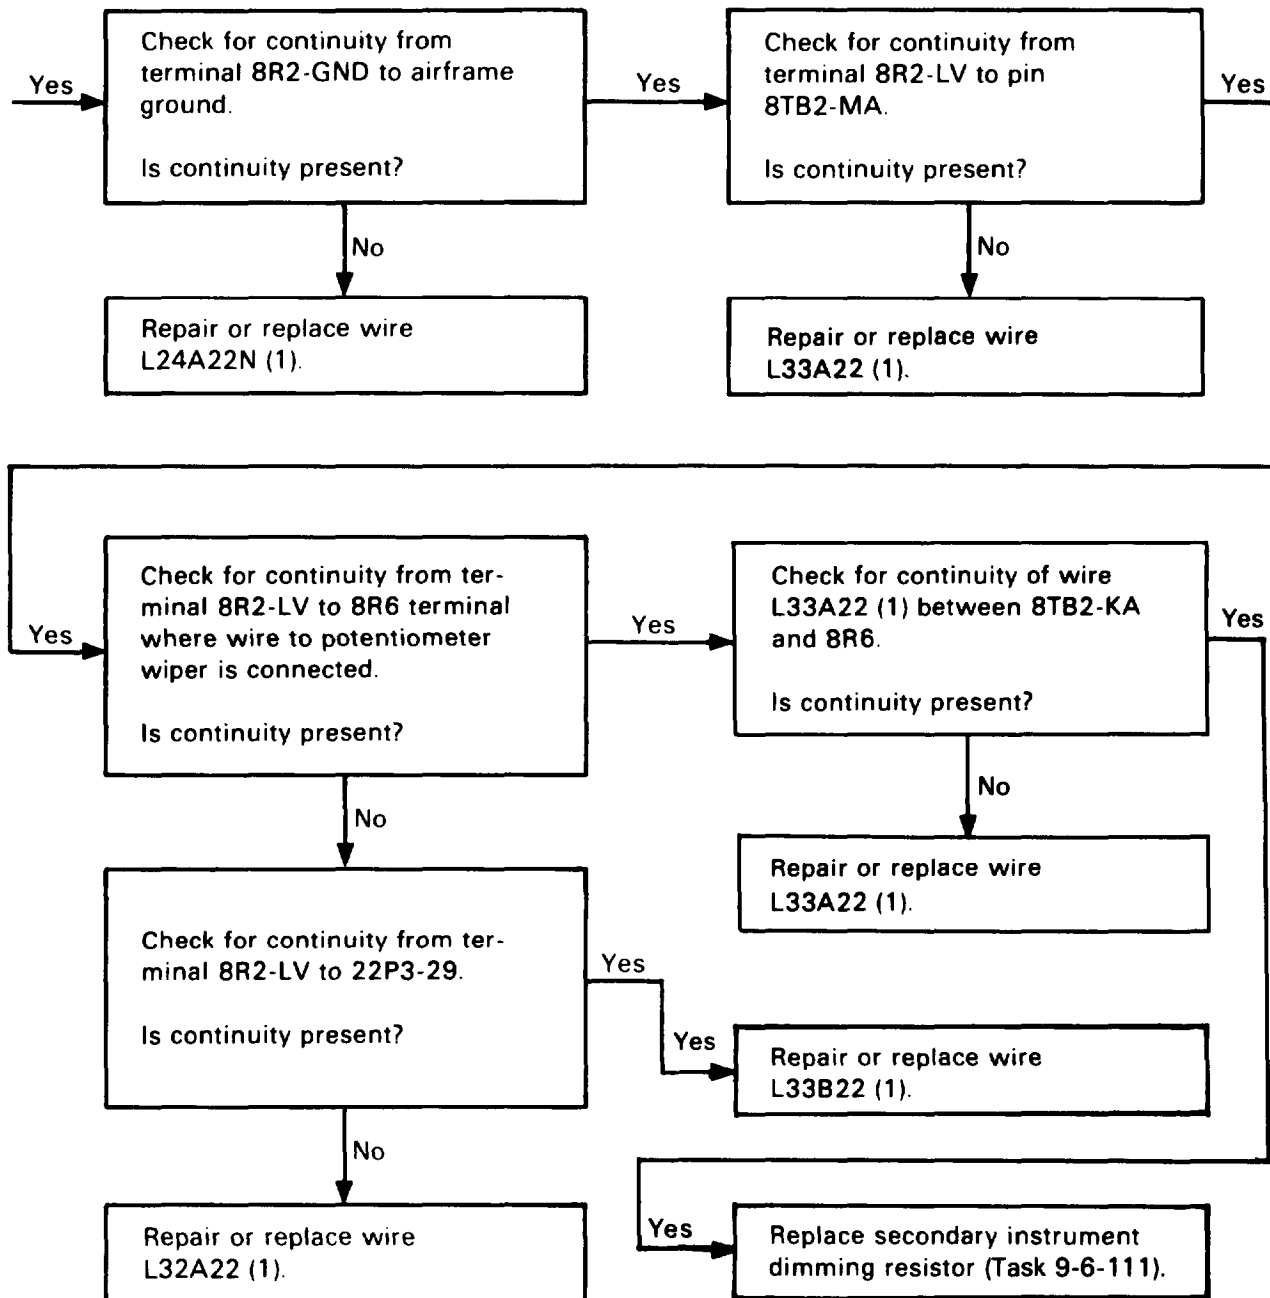 Yes
Check for continuity from
terminal 8R2-GND to airframe
ground.
Is continuity present?
Yes
Check for continuity from
terminal 8R2-LV to pin
8TB2-MA.
Is continuity present?
Yes
No
Repair or replace wire
L24A22N (1).
No
Repair or replace wire
L33A22 (1).
Yes
Check for continuity from ter-
minal 8R2-LV to 8R6 terminal
where wire to potentiometer
wiper is connected.
Is continuity present?
Yes
Check for continuity of wire
L33A22 (1) between 8TB2-KA
and 8R6.
Is continuity present?
Yes
No
No
Repair or replace wire
L33A22 (1).
Check for continuity from ter-
minal 8R2-LV to 22P3-29.
Is continuity present?
Yes
Yes
Repair or replace wire
L33B22 (1).
No
Repair or replace wire
L32A22 (1).
Yes
Replace secondary instrument
dimming resistor (Task 9-6-111).